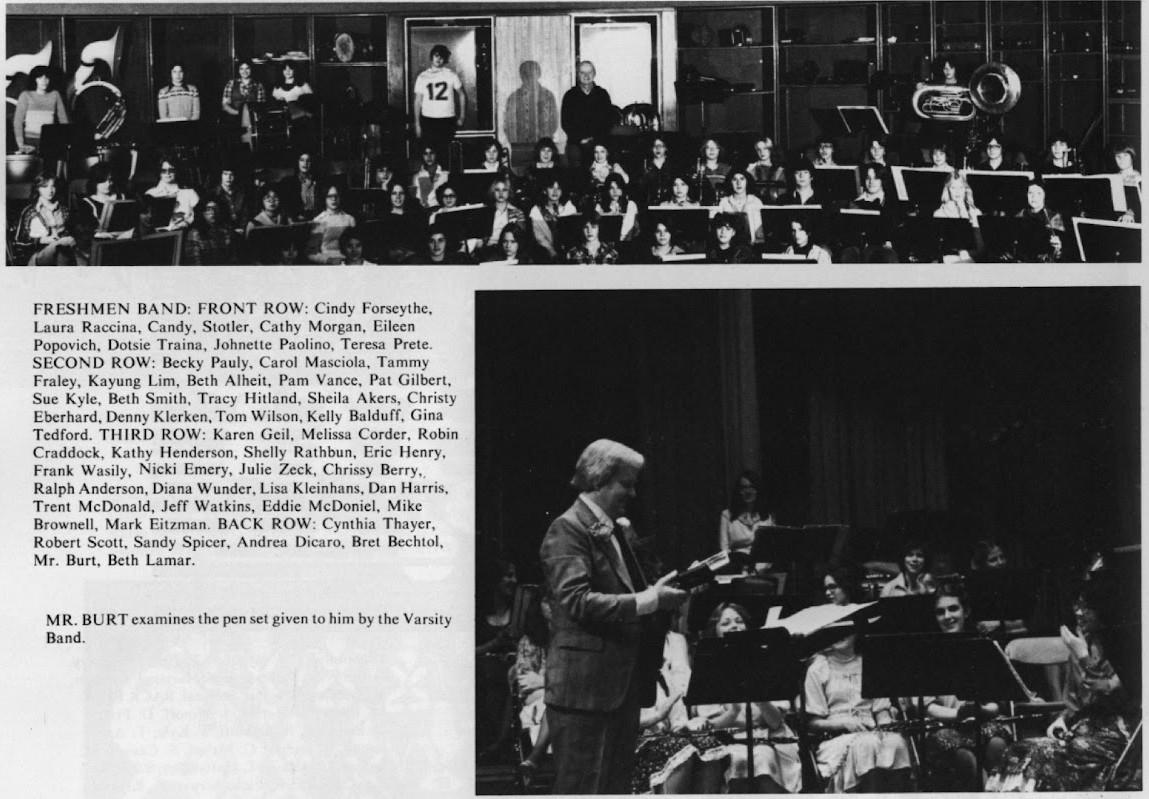 12
FRESHMEN BAND: FRONT ROW: Cindy Forseythe,
Laura Raccina, Candy, Stotler, Cathy Morgan, Eileen
Popovich, Dotsie Traina, Johnette Paolino, Teresa Prete.
SECOND ROW: Becky Pauly, Carol Masciola, Tammy
Fraley, Kayung Lim, Beth Alheit, Pam Vance, Pat Gilbert,
Sue Kyle, Beth Smith, Tracy Hitland, Sheila Akers, Christy
Eberhard, Denny Klerken, Tom Wilson, Kelly Balduff, Gina
Tedford. THIRD ROW: Karen Geil, Melissa Corder, Robin
Craddock, Kathy Henderson, Shelly Rathbun, Eric Henry,
Frank Wasily, Nicki Emery, Julie Zeck, Chrissy Berry,
Ralph Anderson, Diana Wunder, Lisa Kleinhans, Dan Harris,
Trent McDonald, Jeff Watkins, Eddie McDoniel, Mike
Brownell, Mark Eitzman. BACK ROW: Cynthia Thayer,
Robert Scott, Sandy Spicer, Andrea Dicaro, Bret Bechtol,
Mr. Burt, Beth Lamar.
MR. BURT examines the pen set given to him by the Varsity
Band.